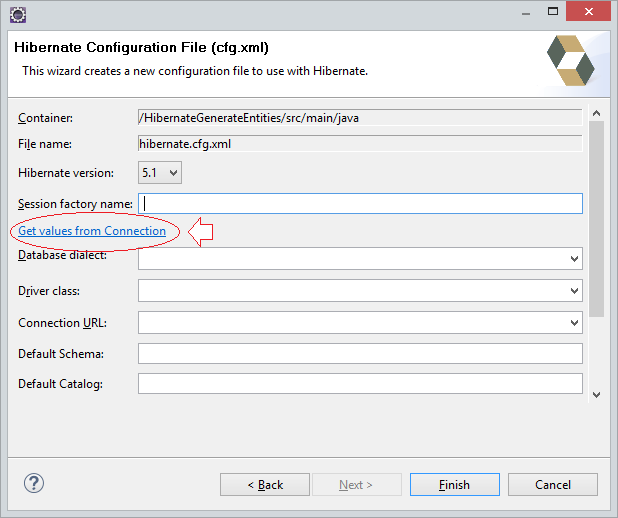 Hibernate Configuration File (cfg.xml)
This wizard creates a new configuration file to use with Hibernate.
Container: /HibernateGenerateEntities/src/main/java
File name: hibernate.cfg.xml
Hibernate version: 5.1
Session factory name:
Get values from Connection
Database dialect:
Driver class:
Connection URL:
Default Schema:
Default Catalog:
? < Back Next > Finish Cancel